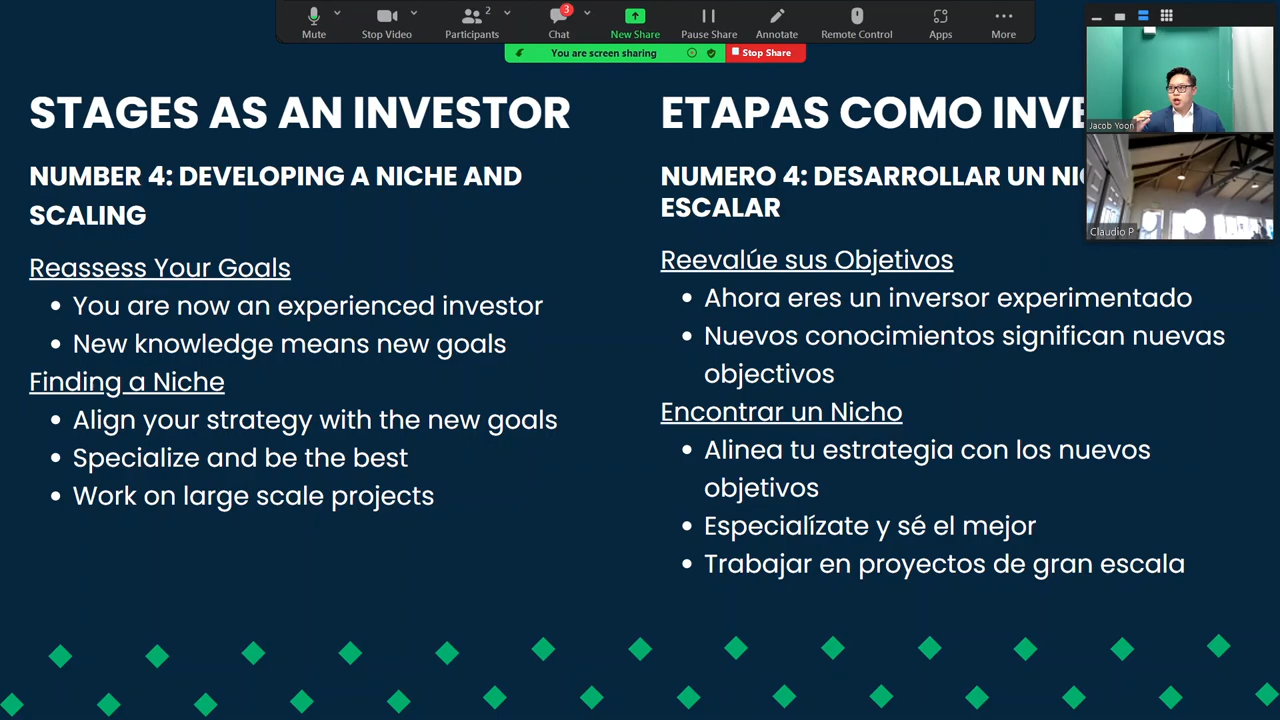 Mute
Stop Video
2
Participants
3
Chat
New Share
Pause Share
Annotate
Remote Control
Apps
More
You are screen sharing
Stop Share
Jacob Yoon
Claudio P
STAGES AS AN INVESTOR
NUMBER 4: DEVELOPING A NICHE AND
SCALING
Reassess Your Goals
You are now an experienced investor
New knowledge means new goals
Finding a Niche
Align your strategy with the new goals
Specialize and be the best
Work on large scale projects
ETAPAS COMO INVE
NUMERO 4: DESARROLLAR UN NIC
ESCALAR
Reevalúe sus Objetivos
Ahora eres un inversor experimentado
Nuevos conocimientos significan nuevas
objectivos
Encontrar un Nicho
Alinea tu estrategia con los nuevos
objetivos
Especialízate y sé el mejor
Trabajar en proyectos de gran escala